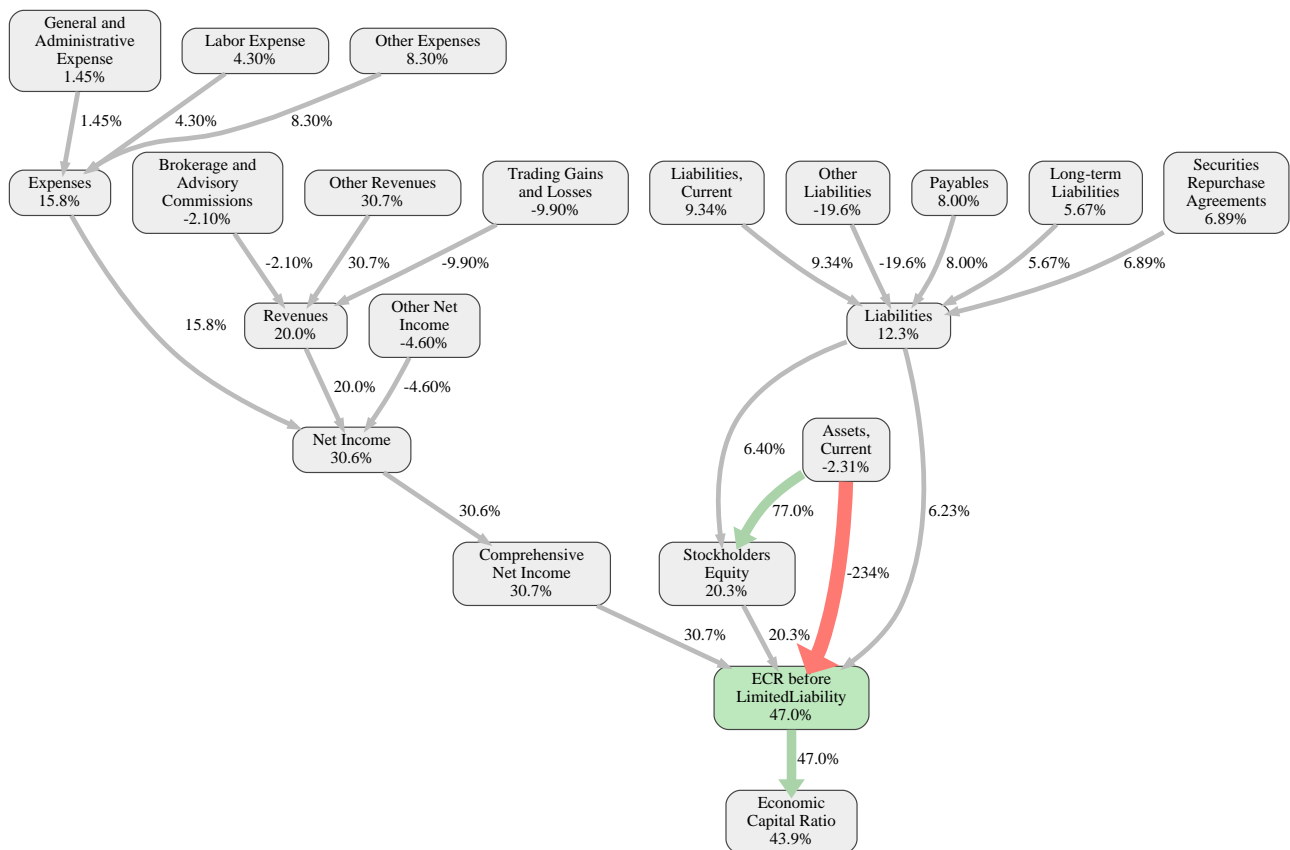 General and
Administrative
Expense
1.45%
Labor Expense
4.30%
Other Expenses
8.30%
1.45%
4.30%
8.30%
Expenses
15.8%
Brokerage and
Advisory
Commissions
-2.10%
Other Revenues
30.7%
Trading Gains
and Losses
-9.90%
Liabilities,
Current
9.34%
Other
Liabilities
-19.6%
Payables
8.00%
Long-term
Liabilities
5.67%
Securities
Repurchase
Agreements
6.89%
-2.10%
30.7%
-9.90%
9.34%
-19.6%
8.00%
5.67%
6.89%
15.8%
Revenues
20.0%
Other Net
Income
-4.60%
Liabilities
12.3%
20.0%
-4.60%
Net Income
30.6%
6.40%
Assets,
Current
-2.31%
30.6%
77.0%
6.23%
Comprehensive
Net Income
30.7%
Stockholders
Equity
20.3%
-234%
30.7%
20.3%
ECR before
LimitedLiability
47.0%
47.0%
Economic
Capital Ratio
43.9%